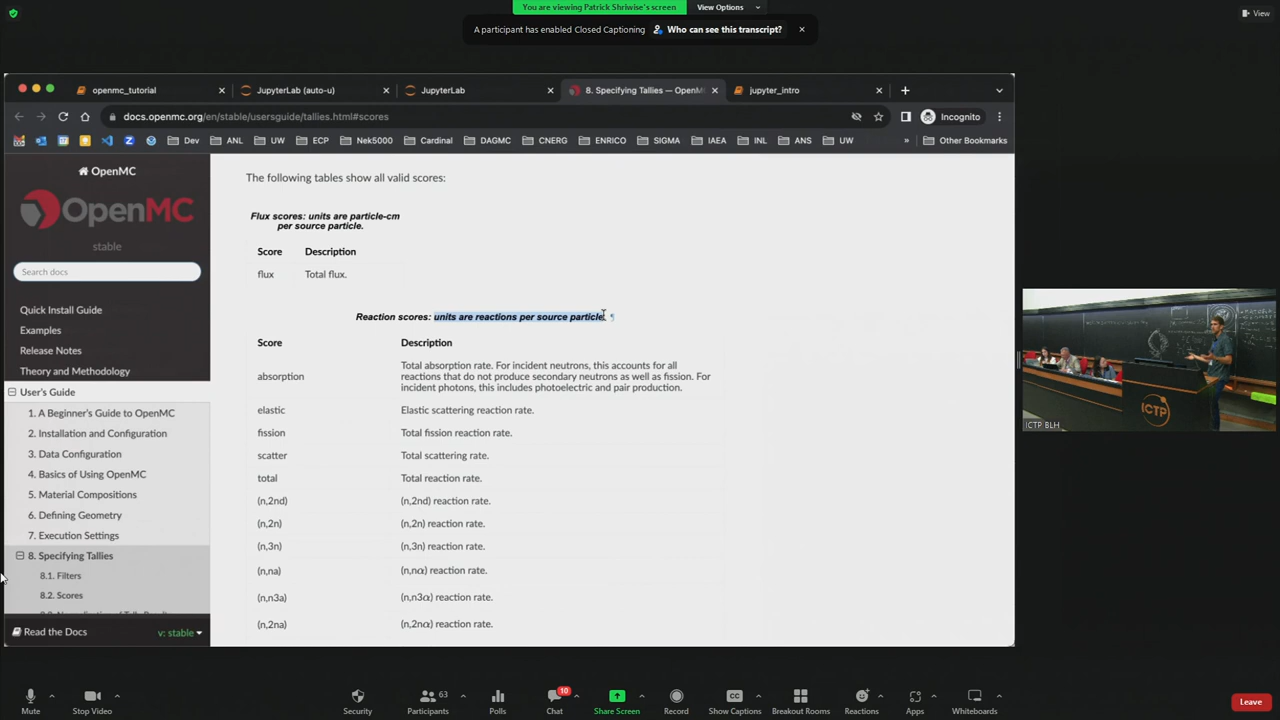 You are viewing Patrick Shriwise's screen
View Options
View
A participant has enabled Closed Captioning
Who can see this transcript?
openmc_tutorial
JupyterLab (auto-u)
JupyterLab
8. Specifying Tallies — OpenM
jupyter_intro
docs.openmc.org/en/stable/usersguide/tallies.html#scores
Incognito
Dev
ANL
UW
ECP
Nek5000
Cardinal
DAGMC
CNERG
ENRICO
SIGMA
IAEA
INL
ANS
UW
»
Other Bookmarks
OpenMC
OpenMC
stable
Search docs
Quick Install Guide
Examples
Release Notes
Theory and Methodology
User's Guide
1. A Beginner's Guide to OpenMC
2. Installation and Configuration
3. Data Configuration
4. Basics of Using OpenMC
5. Material Compositions
6. Defining Geometry
7. Execution Settings
8. Specifying Tallies
8.1. Filters
8.2. Scores
Read the Docs
v: stable
The following tables show all valid scores:
Flux scores: units are particle-cm
per source particle.
Score Description
flux Total flux.
Reaction scores: units are reactions per source particle. ¶
Score Description
absorption Total absorption rate. For incident neutrons, this accounts for all
reactions that do not produce secondary neutrons as well as fission. For
incident photons, this includes photoelectric and pair production.
elastic Elastic scattering reaction rate.
fission Total fission reaction rate.
scatter Total scattering rate.
total Total reaction rate.
(n,2nd) (n,2nd) reaction rate.
(n,2n) (n,2n) reaction rate.
(n,3n) (n,3n) reaction rate.
(n,na) (n,nα) reaction rate.
(n,n3a) (n,n3α) reaction rate.
(n,2na) (n,2nα) reaction rate.
ICTP
ICTP BLH
Mute
Stop Video
Security
Participants
63
Polls
Chat
10
Share Screen
Record
Show Captions
Breakout Rooms
Reactions
Apps
Whiteboards
Leave